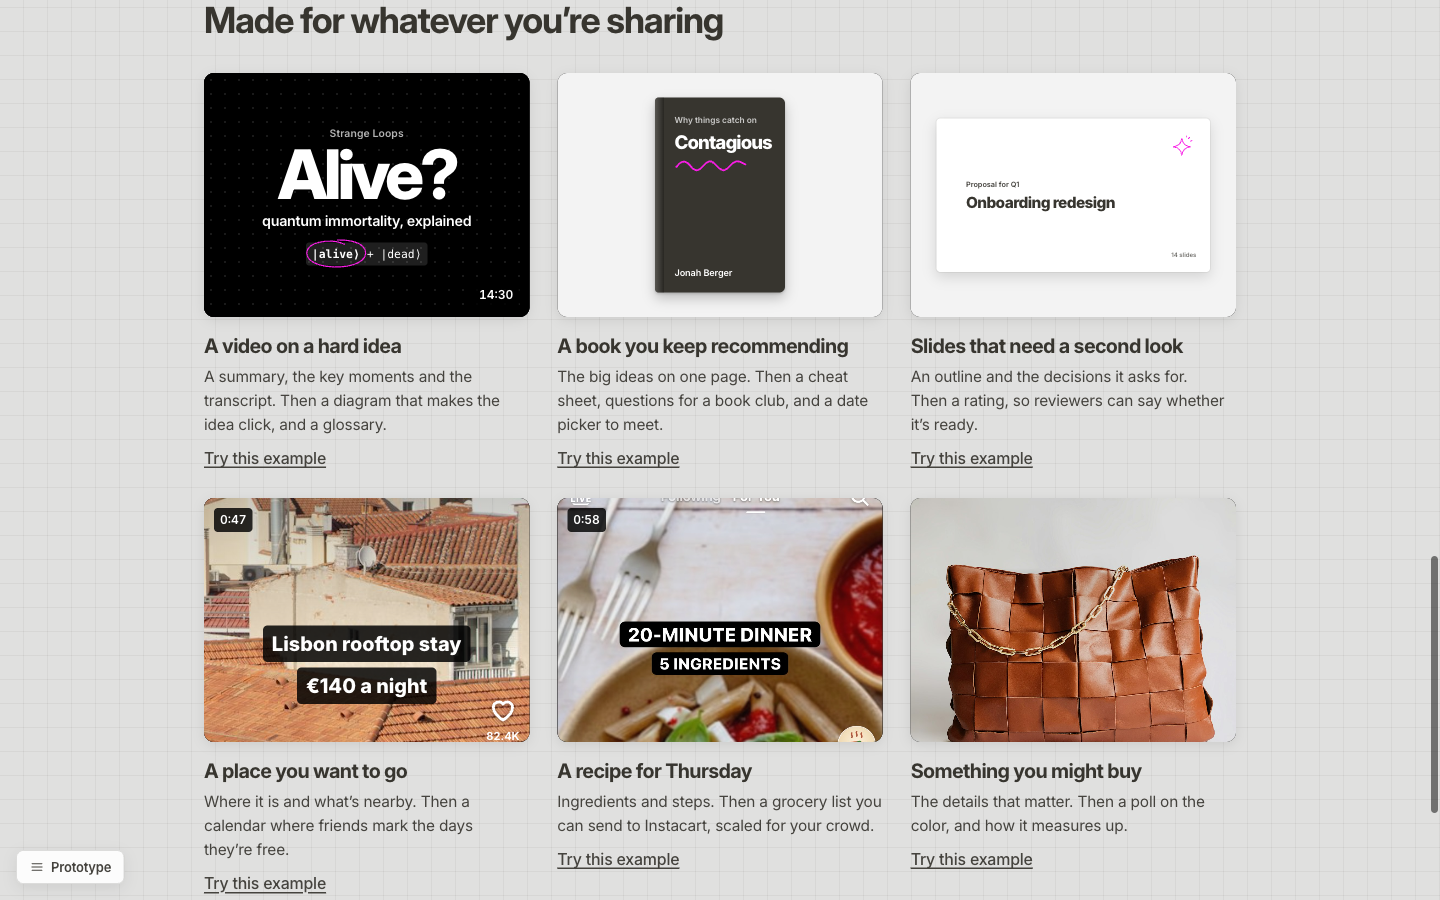 Made for whatever you’re sharing
Strange Loops
Alive?
quantum immortality, explained
|alive⟩ + |dead⟩
14:30
Why things catch on
Contagious
Jonah Berger
Proposal for Q1
Onboarding redesign
14 slides
A video on a hard idea
A summary, the key moments and the
transcript. Then a diagram that makes the
idea click, and a glossary.
Try this example
A book you keep recommending
The big ideas on one page. Then a cheat
sheet, questions for a book club, and a date
picker to meet.
Try this example
Slides that need a second look
An outline and the decisions it asks for.
Then a rating, so reviewers can say whether
it’s ready.
Try this example
0:47
Lisbon rooftop stay
€140 a night
82.4K
LIVE
Following For You
0:58
20-MINUTE DINNER
5 INGREDIENTS
A place you want to go
Where it is and what’s nearby. Then a
calendar where friends mark the days
they’re free.
Try this example
A recipe for Thursday
Ingredients and steps. Then a grocery list you
can send to Instacart, scaled for your crowd.
Try this example
Something you might buy
The details that matter. Then a poll on the
color, and how it measures up.
Try this example
Prototype